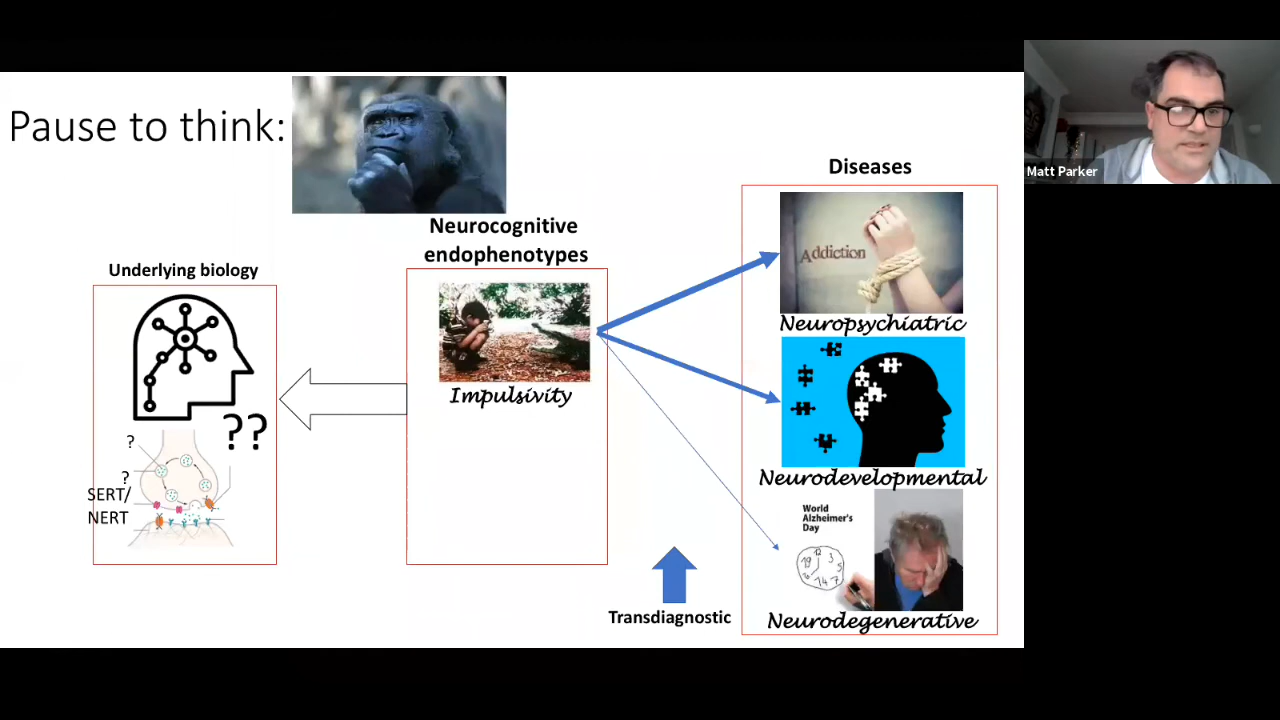 Pause to think:
Matt Parker
Diseases
Neurocognitive
endophenotypes
Underlying biology
Addiction
Neuropsychiatric
Impulsivity
??
?
?
SERT/
NERT
Neurodevelopmental
World
Alzheimer's
Day
Transdiagnostic
Neurodegenerative